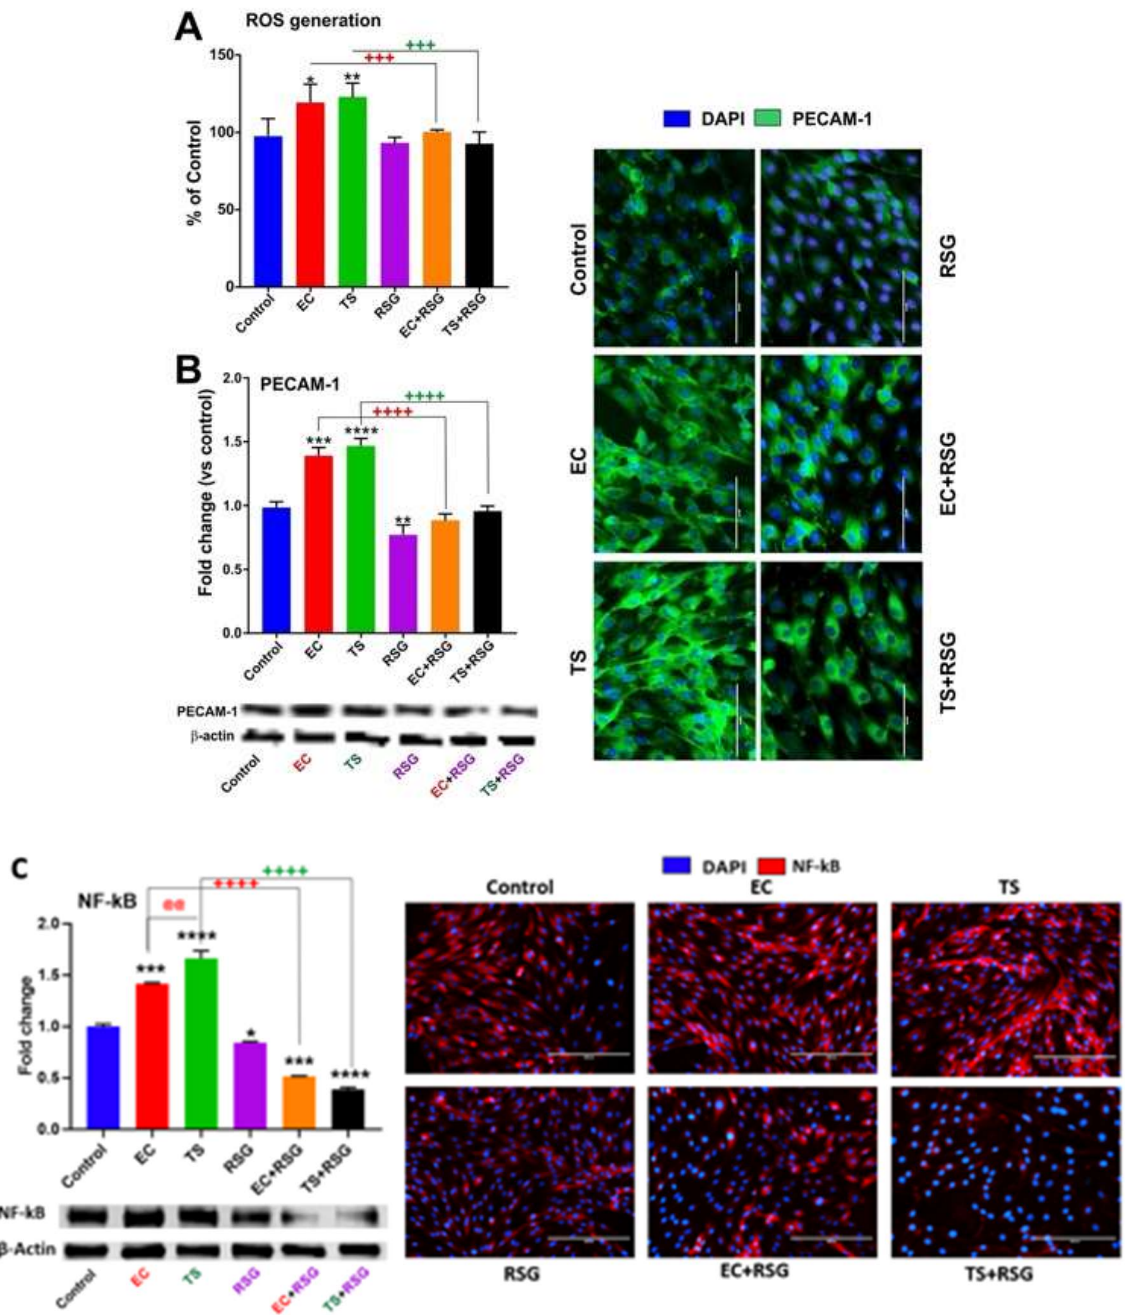 A
ROS generation
% of Control
150
100
50
0
+++
+++
*
**
Control
EC
TS
RSG
EC+RSG
TS+RSG
B
PECAM-1
Fold change (vs control)
2.0
1.5
1.0
0.5
0.0
++++
++++
***
****
**
Control
EC
TS
RSG
EC+RSG
TS+RSG
PECAM-1
β-actin
Control
EC
TS
RSG
EC+RSG
TS+RSG
DAPI PECAM-1
Control
RSG
EC
EC+RSG
TS
TS+RSG
C
NF-kB
Fold change
2.0
1.5
1.0
0.5
0.0
++++
++++
@@
***
****
*
***
****
Control
EC
TS
RSG
EC+RSG
TS+RSG
NF-kB
β-Actin
Control
EC
TS
RSG
EC+RSG
TS+RSG
DAPI NF-kB
Control EC TS
RSG EC+RSG TS+RSG